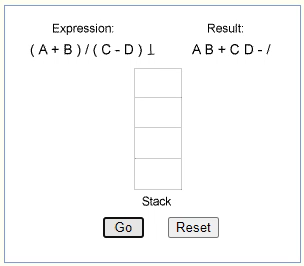 Expression: Result:
( A + B ) / ( C - D ) ⊥ A B + C D - /
Stack
Go Reset